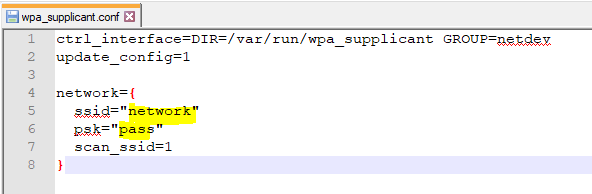 wpa_supplicant.conf
1 ctrl_interface=DIR=/var/run/wpa_supplicant GROUP=netdev
2 update_config=1
3
4 network={
5 ssid="network"
6 psk="pass"
7 scan_ssid=1
8 }